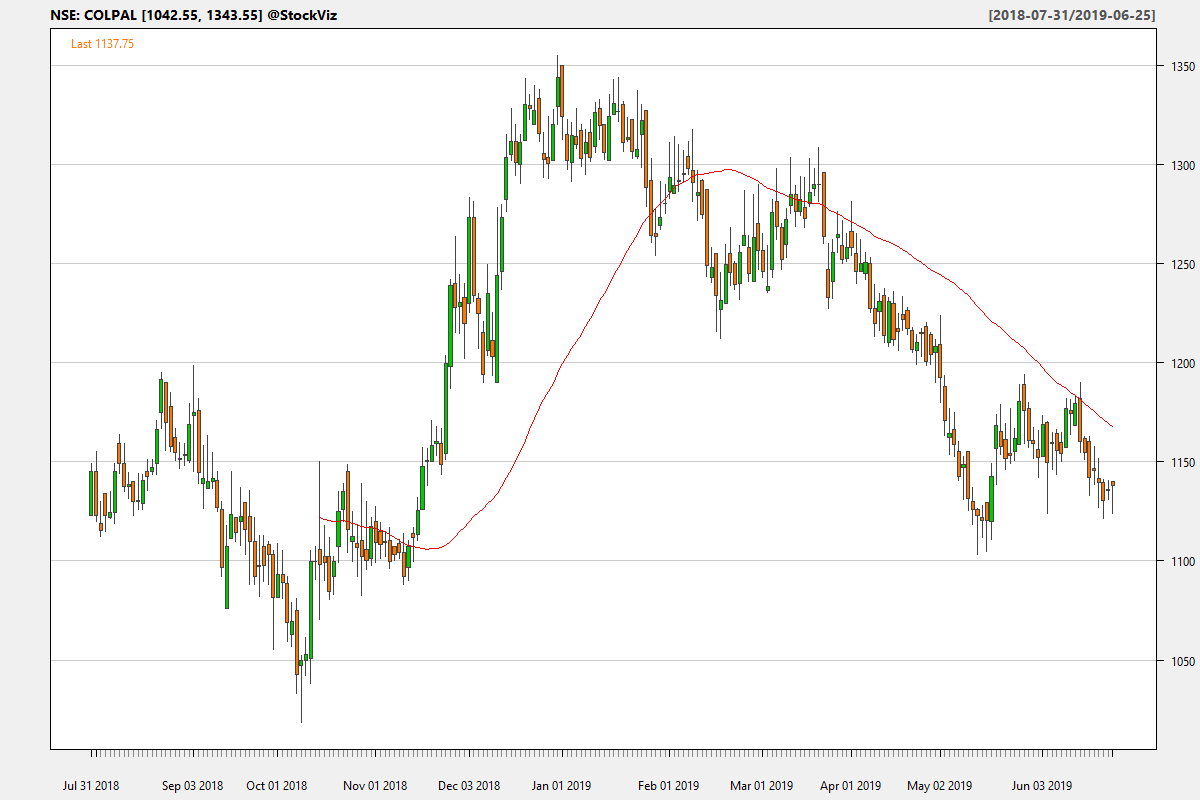 NSE: COLPAL [1042.55, 1343.55] @StockViz [2018-07-31/2019-06-25]
Last 1137.75
1350
1300
1250
1200
1150
1100
1050
Jul 31 2018 Sep 03 2018 Oct 01 2018 Nov 01 2018 Dec 03 2018 Jan 01 2019 Feb 01 2019 Mar 01 2019 Apr 01 2019 May 02 2019 Jun 03 2019